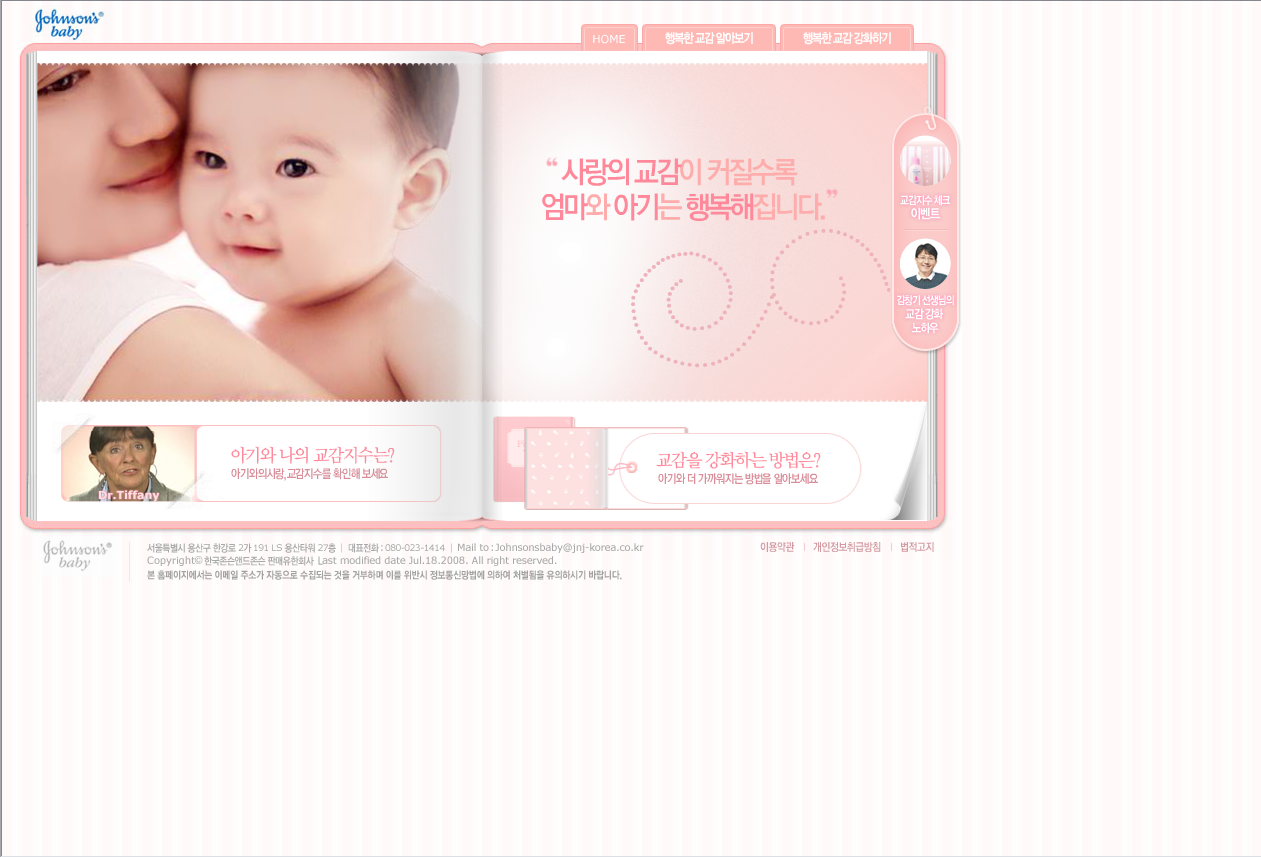 Johnson's®
baby
HOME
행복한 교감 알아보기
행복한 교감 강화하기
“사랑의 교감이 커질수록
엄마와 아기는 행복해집니다.”
교감지수 체크
이벤트
김창기 선생님의
교감 강화
노하우
Dr.Tiffany
아기와 나의 교감지수는?
아기와의사랑,교감지수를 확인해 보세요
교감을 강화하는 방법은?
아기와 더 가까워지는 방법을 알아보세요
Johnson's®
baby
서울특별시 용산구 한강로 2가 191 LS 용산타워 27층 | 대표전화 : 080-023-1414 | Mail to : Johnsonsbaby@jnj-korea.co.kr
Copyright© 한국존슨앤드존슨 판매유한회사 Last modified date Jul.18.2008. All right reserved.
본 홈페이지에서는 이메일 주소가 자동으로 수집되는 것을 거부하며 이를 위반시 정보통신망법에 의하여 처벌됨을 유의하시기 바랍니다.
이용약관 | 개인정보취급방침 | 법적고지